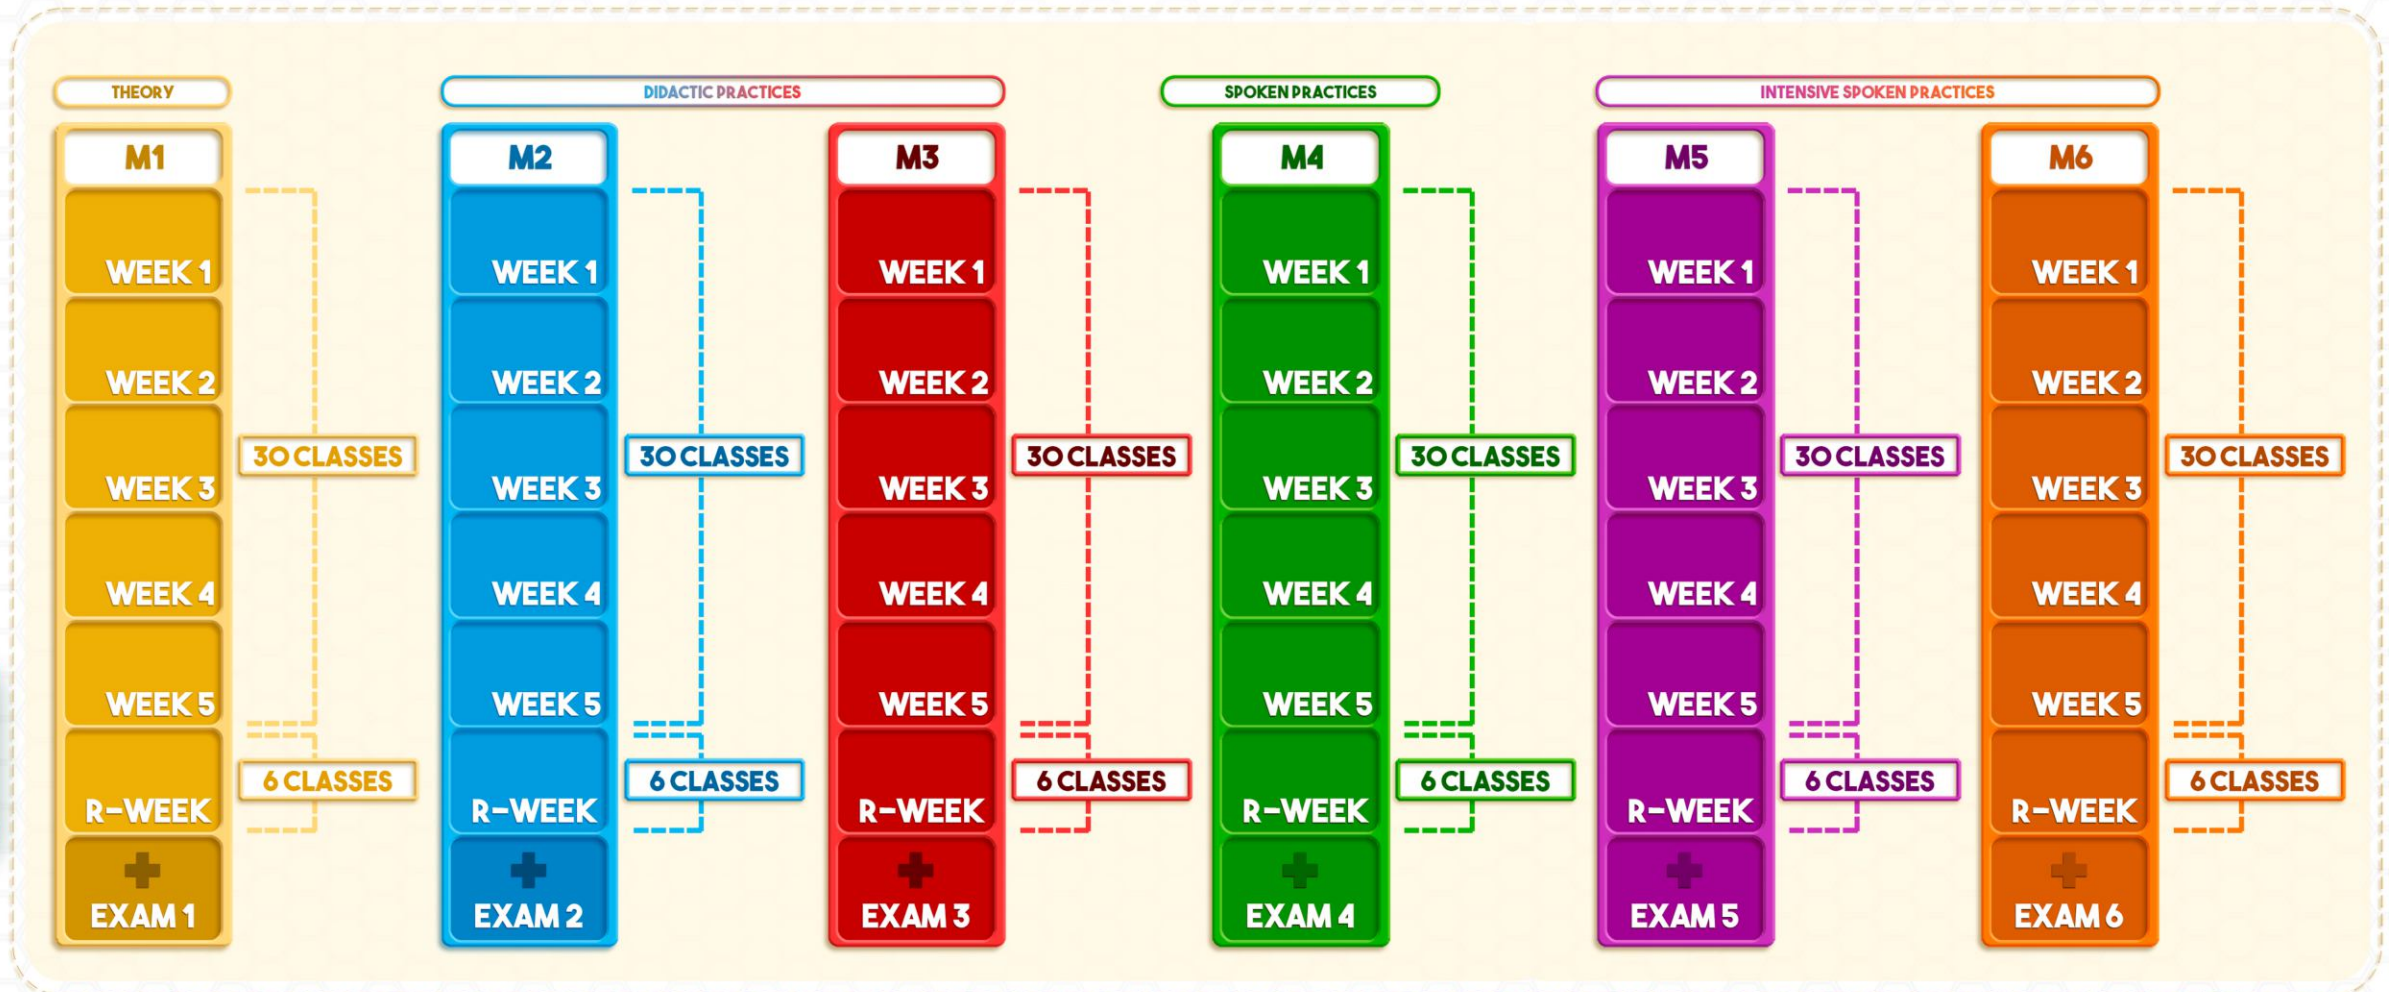 THEORY
DIDACTIC PRACTICES
SPOKEN PRACTICES
INTENSIVE SPOKEN PRACTICES
M1
WEEK 1
WEEK 2
WEEK 3
WEEK 4
WEEK 5
R-WEEK
EXAM 1
30 CLASSES
6 CLASSES
M2
WEEK 1
WEEK 2
WEEK 3
WEEK 4
WEEK 5
R-WEEK
EXAM 2
30 CLASSES
6 CLASSES
M3
WEEK 1
WEEK 2
WEEK 3
WEEK 4
WEEK 5
R-WEEK
EXAM 3
30 CLASSES
6 CLASSES
M4
WEEK 1
WEEK 2
WEEK 3
WEEK 4
WEEK 5
R-WEEK
EXAM 4
30 CLASSES
6 CLASSES
M5
WEEK 1
WEEK 2
WEEK 3
WEEK 4
WEEK 5
R-WEEK
EXAM 5
30 CLASSES
6 CLASSES
M6
WEEK 1
WEEK 2
WEEK 3
WEEK 4
WEEK 5
R-WEEK
EXAM 6
30 CLASSES
6 CLASSES